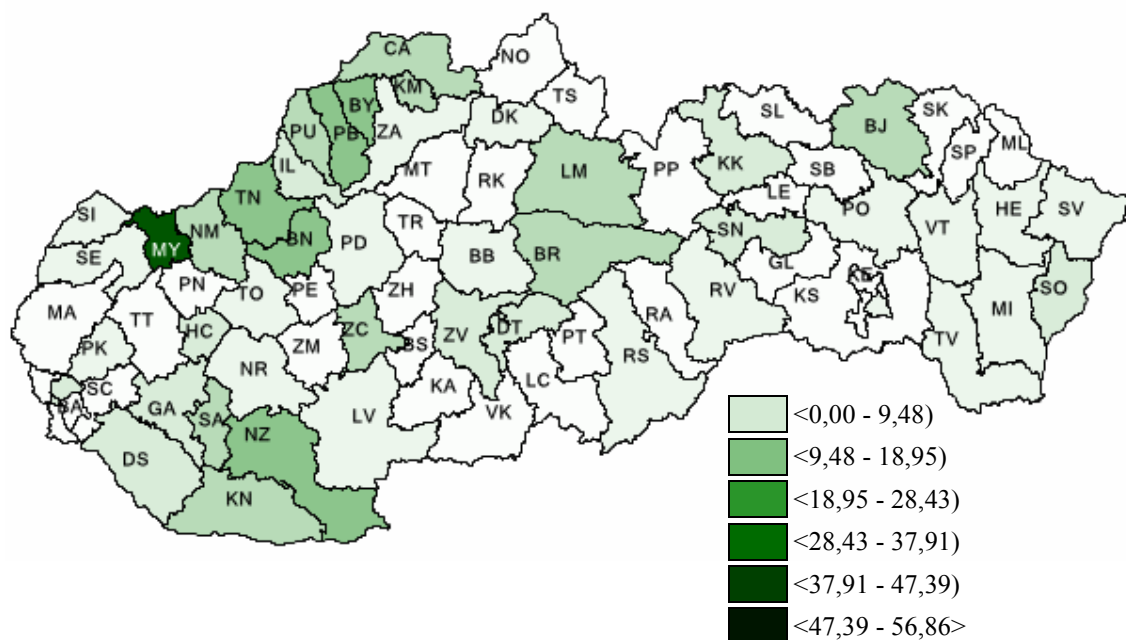 CA
NO
KM
BY
TS
PU
PB
ZA
DK
SL
BJ
SK
SP
ML
IL
MT
RK
LM
PP
KK
SB
LE
TN
SI
NM
BN
PD
TR
SN
PO
VT
HE
SV
MY
SE
BB
BR
GL
PN
TO
PE
ZH
RV
KS
KE
SO
MA
TT
HC
ZM
ZC
BS
ZV
DT
PT
RA
MI
TV
PK
SC
BA
NR
KA
LC
RS
GA
SA
NZ
LV
VK
DS
KN
<0,00 - 9,48)
<9,48 - 18,95)
<18,95 - 28,43)
<28,43 - 37,91)
<37,91 - 47,39)
<47,39 - 56,86>